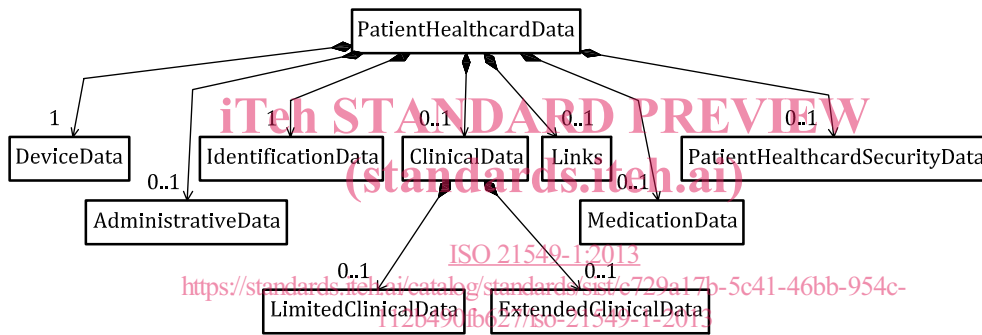 PatientHealthcardData
iTeh STANDARD PREVIEW
1 1 0..1 0..1 0..1
DeviceData IdentificationData ClinicalData Links PatientHealthcardSecurityData
(standards.iteh.ai)
0..1 0..1
AdministrativeData MedicationData
ISO 21549-1:2013
0..1 0..1
https://standards.iteh.ai/catalog/standards/sist/c729a17b-5c41-46bb-954c-
LimitedClinicalData ExtendedClinicalData
112b490fb627/iso-21549-1-2013